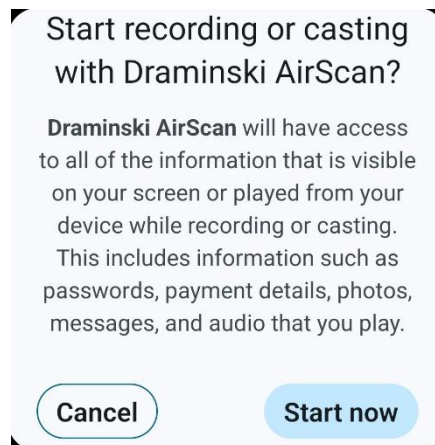 Start recording or casting
with Draminski AirScan?
Draminski AirScan will have access
to all of the information that is visible
on your screen or played from your
device while recording or casting.
This includes information such as
passwords, payment details, photos,
messages, and audio that you play.
Cancel Start now